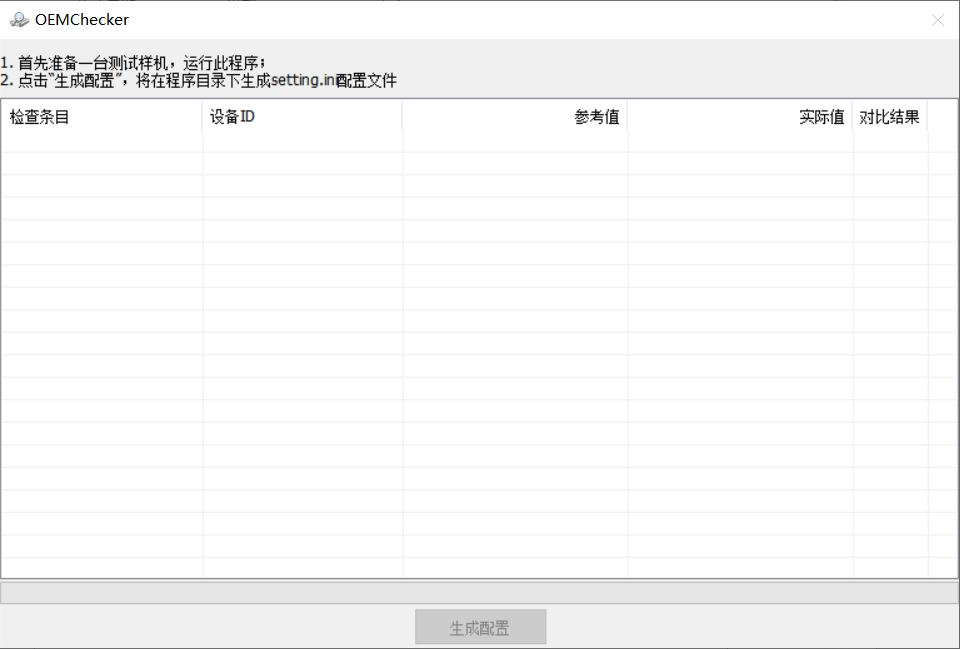 OEMChecker
1. 首先准备一台测试样机，运行此程序；
2. 点击“生成配置”，将在程序目录下生成setting.ini配置文件
检查条目 设备ID 参考值 实际值 对比结果
生成配置